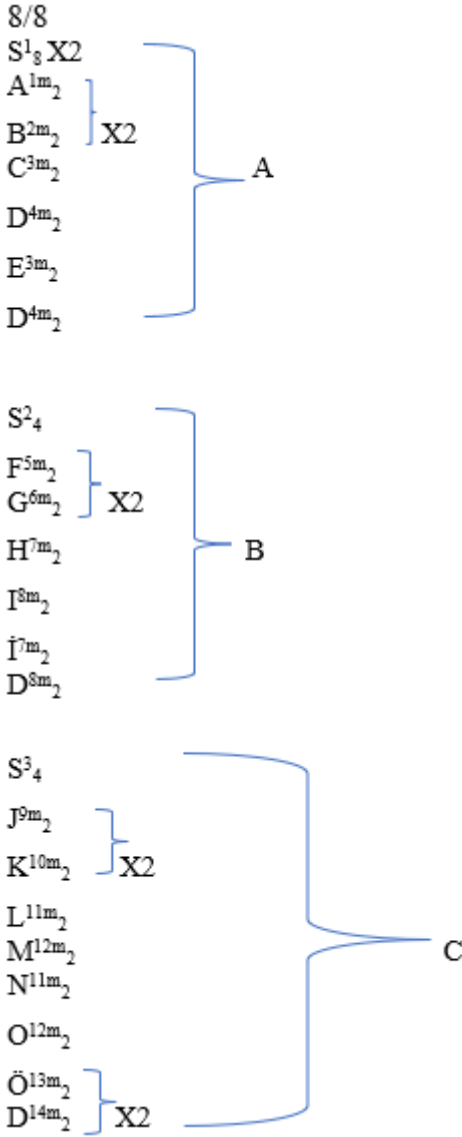 8/8
S¹₈ X2
A¹ᵐ₂
B²ᵐ₂ X2
C³ᵐ₂ A
D⁴ᵐ₂
E³ᵐ₂
D⁴ᵐ₂
S²₄
F⁵ᵐ₂
G⁶ᵐ₂ X2
H⁷ᵐ₂ B
I⁸ᵐ₂
İ⁷ᵐ₂
D⁸ᵐ₂
S³₄
J⁹ᵐ₂
K¹⁰ᵐ₂ X2
L¹¹ᵐ₂
M¹²ᵐ₂ C
N¹¹ᵐ₂
O¹²ᵐ₂
Ö¹³ᵐ₂
D¹⁴ᵐ₂ X2